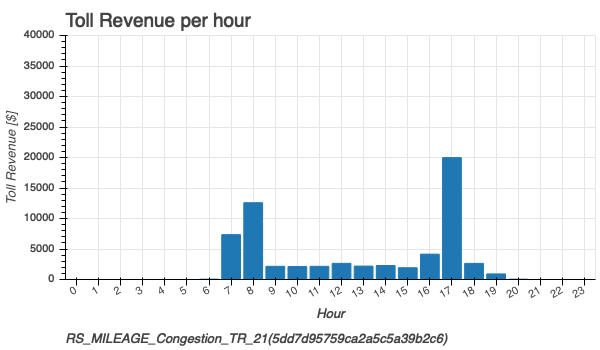 Toll Revenue per hour
40000
35000
30000
25000
20000
15000
10000
5000
0
Toll Revenue [$]
0 1 2 3 4 5 6 7 8 9 10 11 12 13 14 15 16 17 18 19 20 21 22 23
Hour
RS_MILEAGE_Congestion_TR_21(5dd7d95759ca2a5c5a39b2c6)